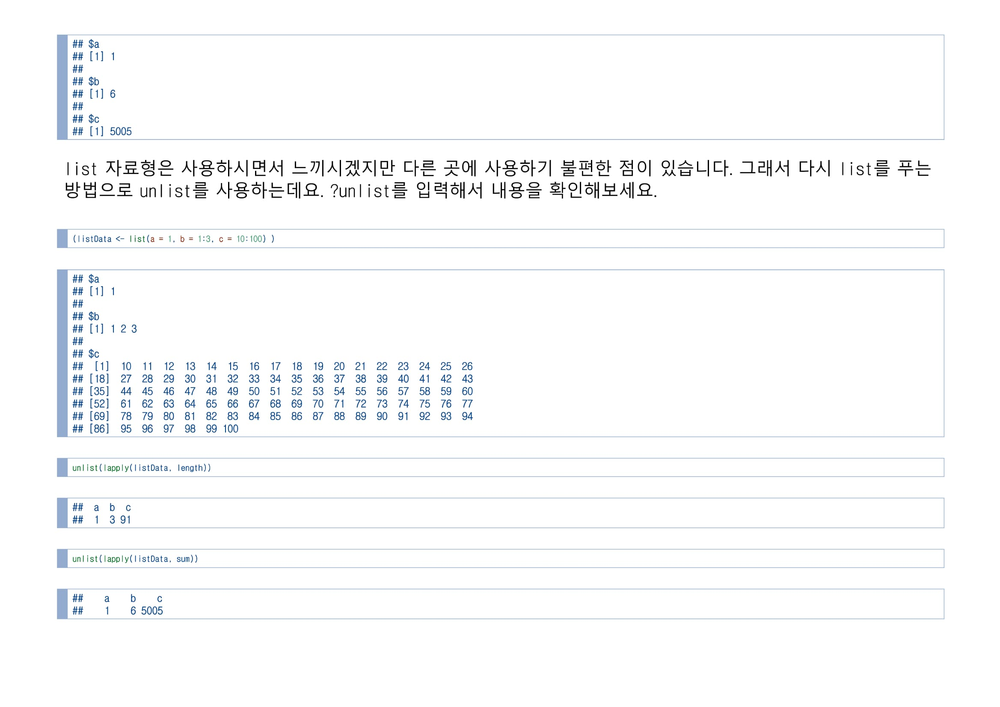 ## $a
## [1] 1
##
## $b
## [1] 6
##
## $c
## [1] 5005
list 자료형은 사용하시면서 느끼시겠지만 다른 곳에 사용하기 불편한 점이 있습니다. 그래서 다시 list를 푸는
방법으로 unlist를 사용하는데요. ?unlist를 입력해서 내용을 확인해보세요.
(listData <- list(a = 1, b = 1:3, c = 10:100) )
## $a
## [1] 1
##
## $b
## [1] 1 2 3
##
## $c
##  [1]  10  11  12  13  14  15  16  17  18  19  20  21  22  23  24  25  26
## [18]  27  28  29  30  31  32  33  34  35  36  37  38  39  40  41  42  43
## [35]  44  45  46  47  48  49  50  51  52  53  54  55  56  57  58  59  60
## [52]  61  62  63  64  65  66  67  68  69  70  71  72  73  74  75  76  77
## [69]  78  79  80  81  82  83  84  85  86  87  88  89  90  91  92  93  94
## [86]  95  96  97  98  99 100
unlist(lapply(listData, length))
##  a  b  c
##  1  3 91
unlist(lapply(listData, sum))
##    a    b    c
##    1    6 5005